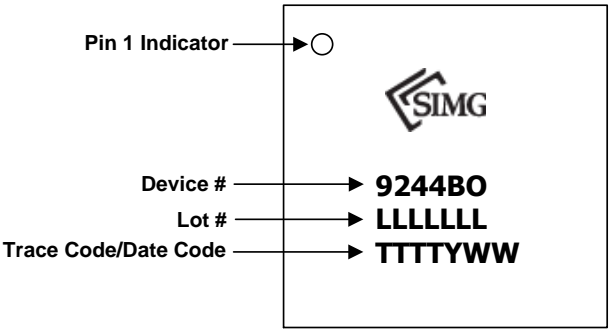 Pin 1 Indicator
SIMG
Device # 9244BO
Lot # LLLLLLL
Trace Code/Date Code TTTTYWW